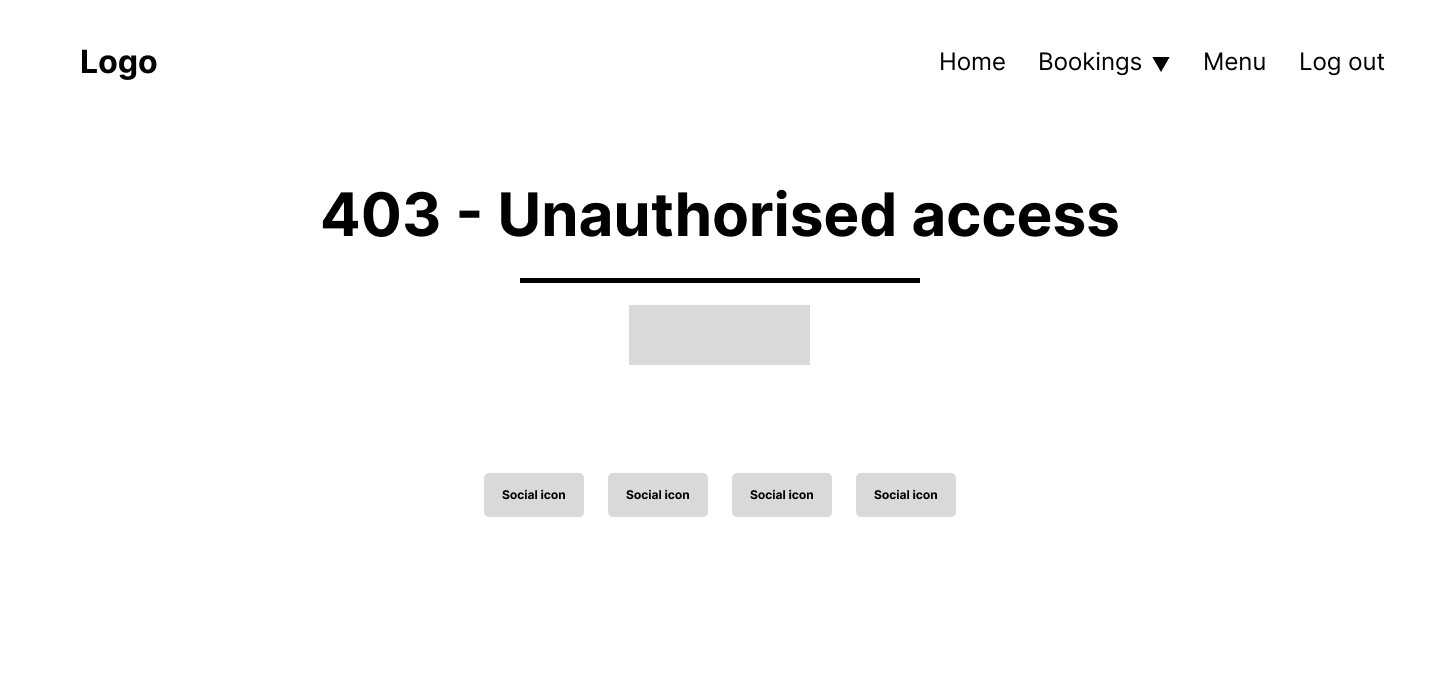 Logo
Home Bookings ▼ Menu Log out
403 - Unauthorised access
Social icon Social icon Social icon Social icon